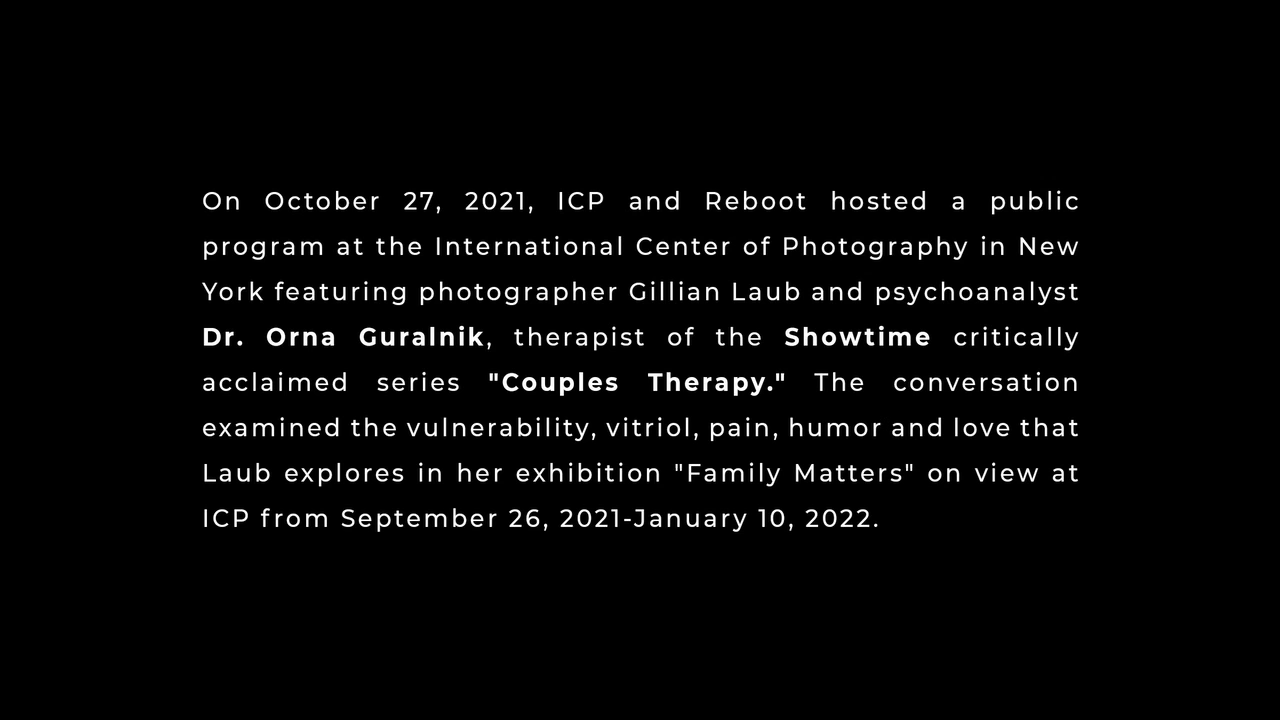 On October 27, 2021, ICP and Reboot hosted a public
program at the International Center of Photography in New
York featuring photographer Gillian Laub and psychoanalyst
Dr. Orna Guralnik, therapist of the Showtime critically
acclaimed series "Couples Therapy." The conversation
examined the vulnerability, vitriol, pain, humor and love that
Laub explores in her exhibition "Family Matters" on view at
ICP from September 26, 2021-January 10, 2022.